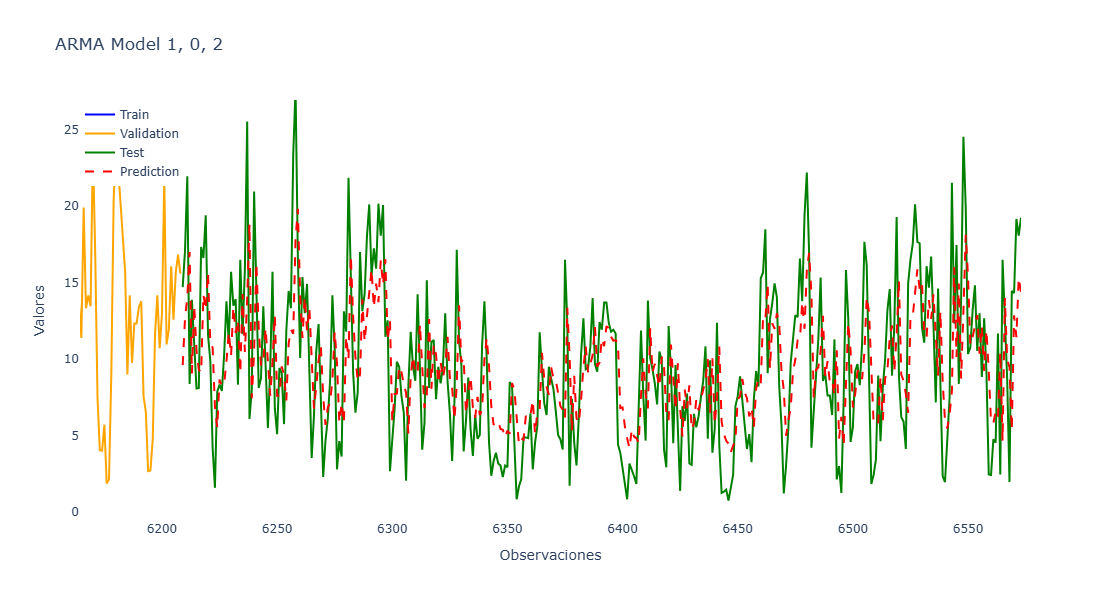 ARMA Model 1, 0, 2
Train
Validation
Test
Prediction
Valores
25
20
15
10
5
0
6200 6250 6300 6350 6400 6450 6500 6550
Observaciones